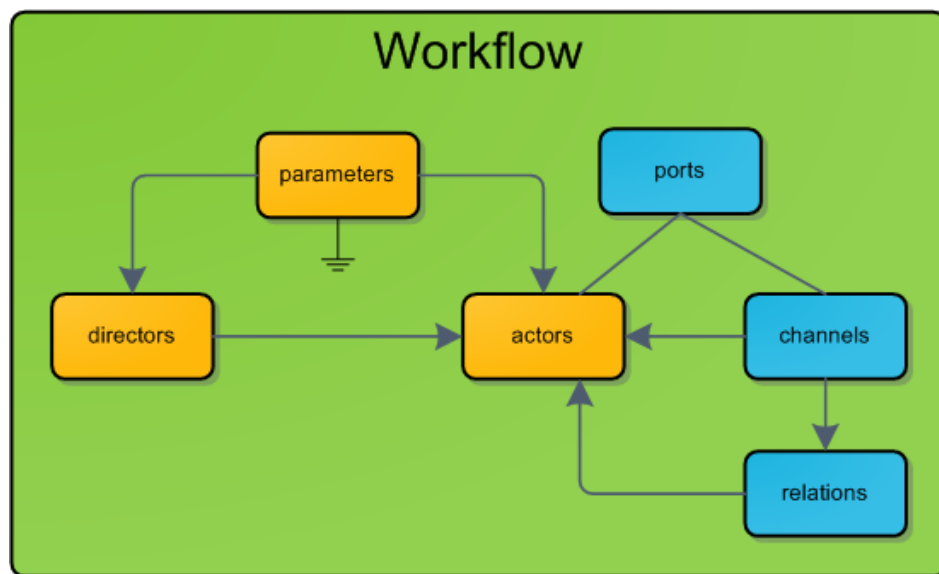 Workflow
parameters
ports
directors
actors
channels
relations